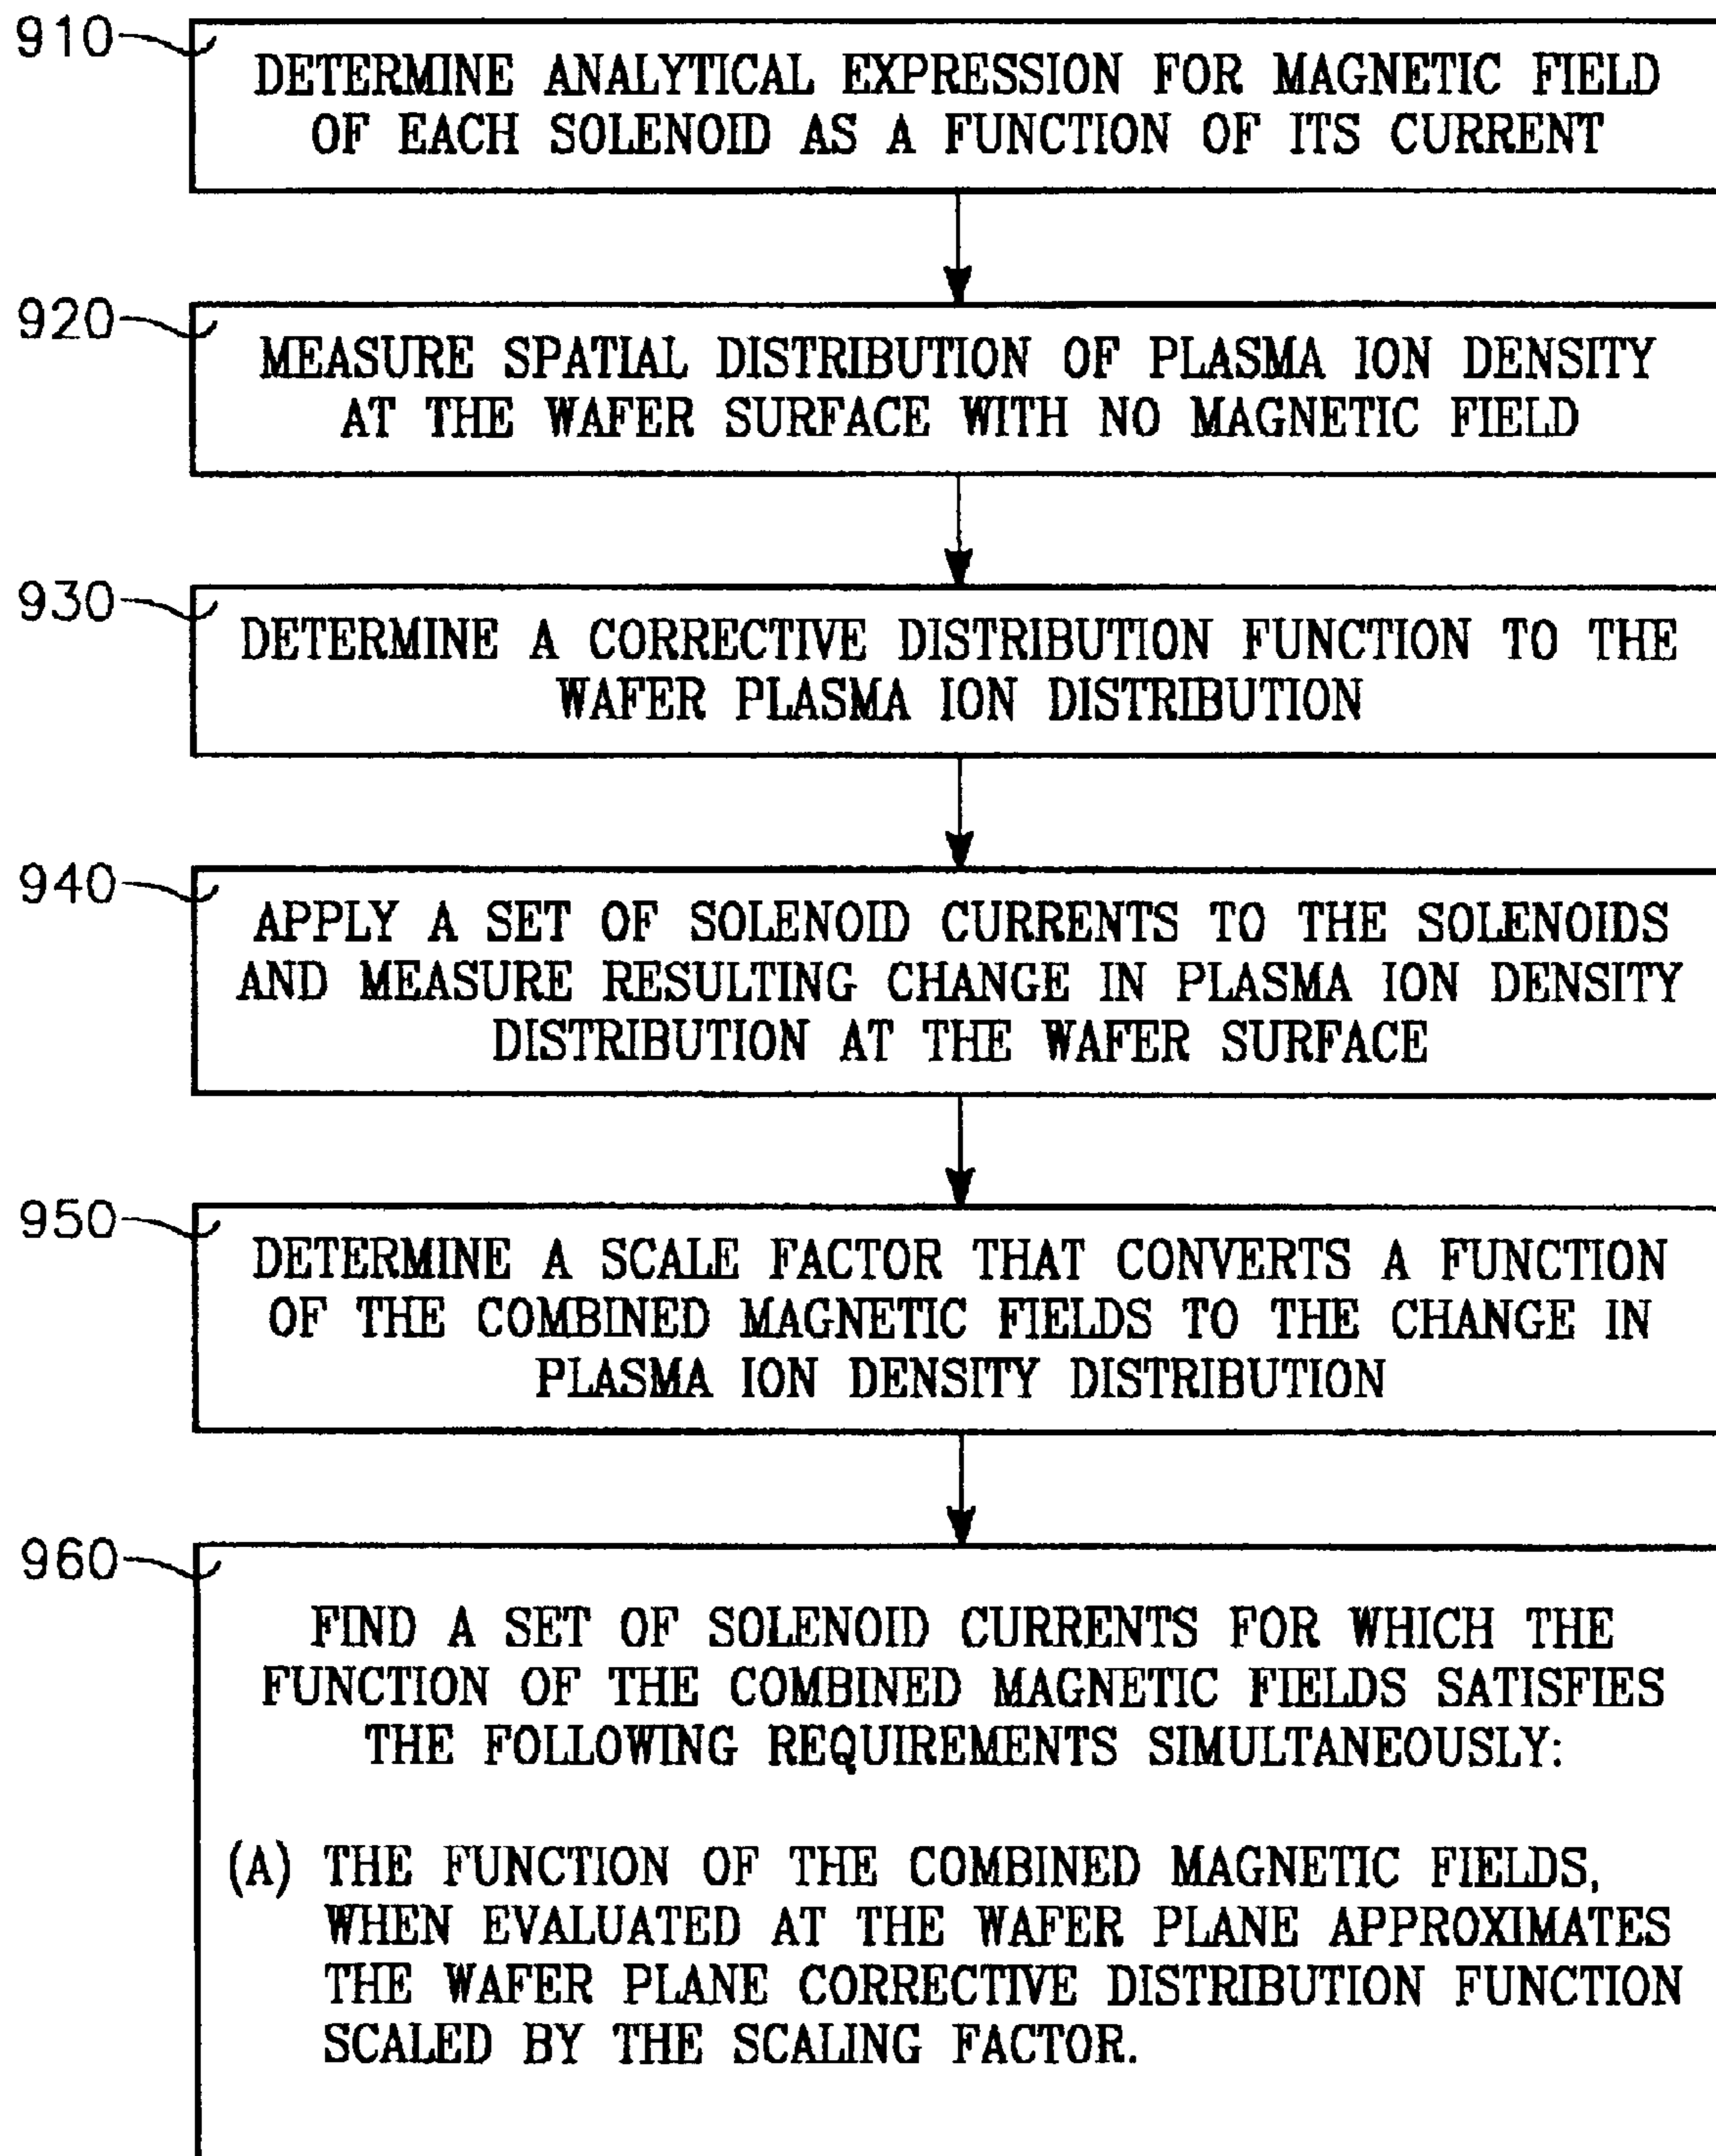 910
DETERMINE ANALYTICAL EXPRESSION FOR MAGNETIC FIELD
OF EACH SOLENOID AS A FUNCTION OF ITS CURRENT
920
MEASURE SPATIAL DISTRIBUTION OF PLASMA ION DENSITY
AT THE WAFER SURFACE WITH NO MAGNETIC FIELD
930
DETERMINE A CORRECTIVE DISTRIBUTION FUNCTION TO THE
WAFER PLASMA ION DISTRIBUTION
940
APPLY A SET OF SOLENOID CURRENTS TO THE SOLENOIDS
AND MEASURE RESULTING CHANGE IN PLASMA ION DENSITY
DISTRIBUTION AT THE WAFER SURFACE
950
DETERMINE A SCALE FACTOR THAT CONVERTS A FUNCTION
OF THE COMBINED MAGNETIC FIELDS TO THE CHANGE IN
PLASMA ION DENSITY DISTRIBUTION
960
FIND A SET OF SOLENOID CURRENTS FOR WHICH THE
FUNCTION OF THE COMBINED MAGNETIC FIELDS SATISFIES
THE FOLLOWING REQUIREMENTS SIMULTANEOUSLY:
(A) THE FUNCTION OF THE COMBINED MAGNETIC FIELDS,
WHEN EVALUATED AT THE WAFER PLANE APPROXIMATES
THE WAFER PLANE CORRECTIVE DISTRIBUTION FUNCTION
SCALED BY THE SCALING FACTOR.